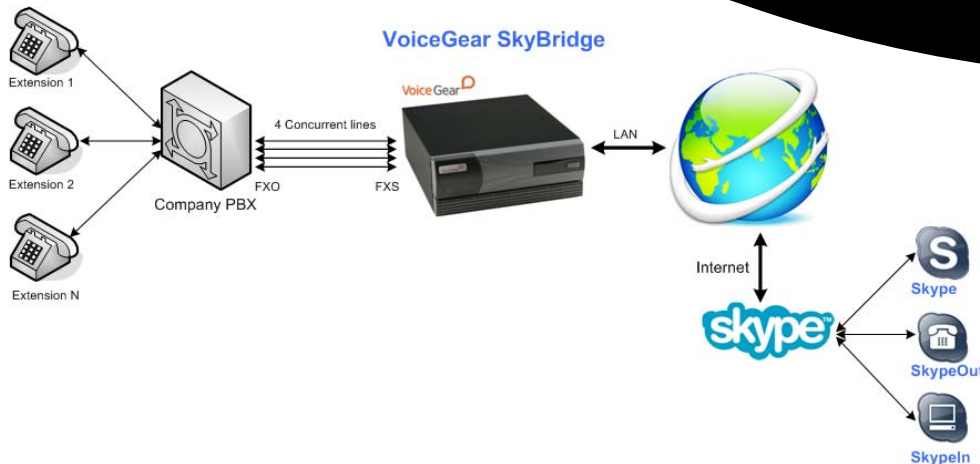 VoiceGear SkyBridge
Extension 1
Extension 2
Extension N
Company PBX
4 Concurrent lines
FXO
FXS
VoiceGear
LAN
Internet
skype™
S
Skype
SkypeOut
SkypeIn